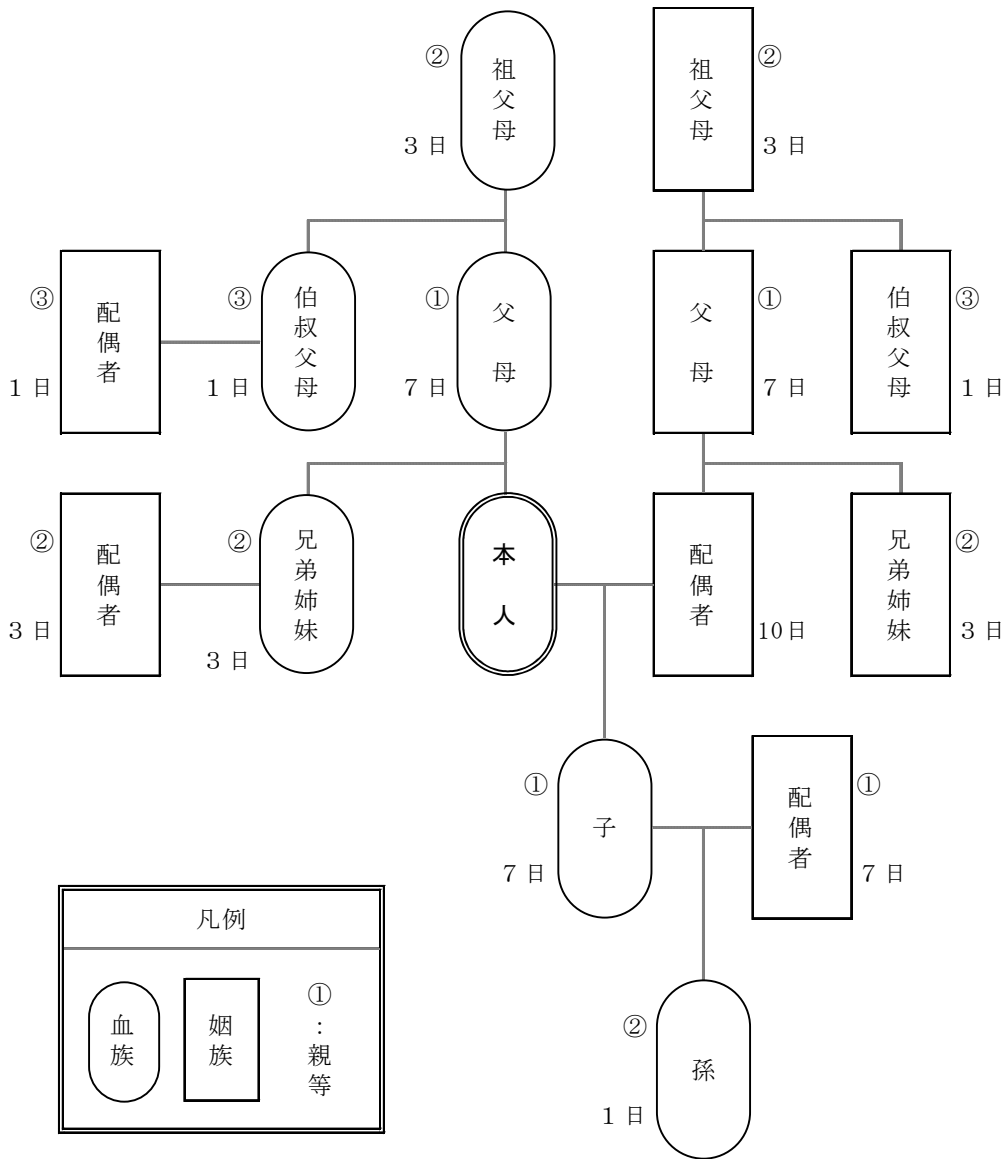 ②
祖父母
3 日
祖父母
②
3 日
③
配偶者
1 日
③
伯叔父母
1 日
①
父母
7 日
父母
①
7 日
伯叔父母
③
1 日
②
配偶者
3 日
②
兄弟姉妹
3 日
本人
配偶者
10日
兄弟姉妹
②
3 日
①
子
7 日
配偶者
①
7 日
②
孫
1 日
凡例
血族
姻族
①：親等